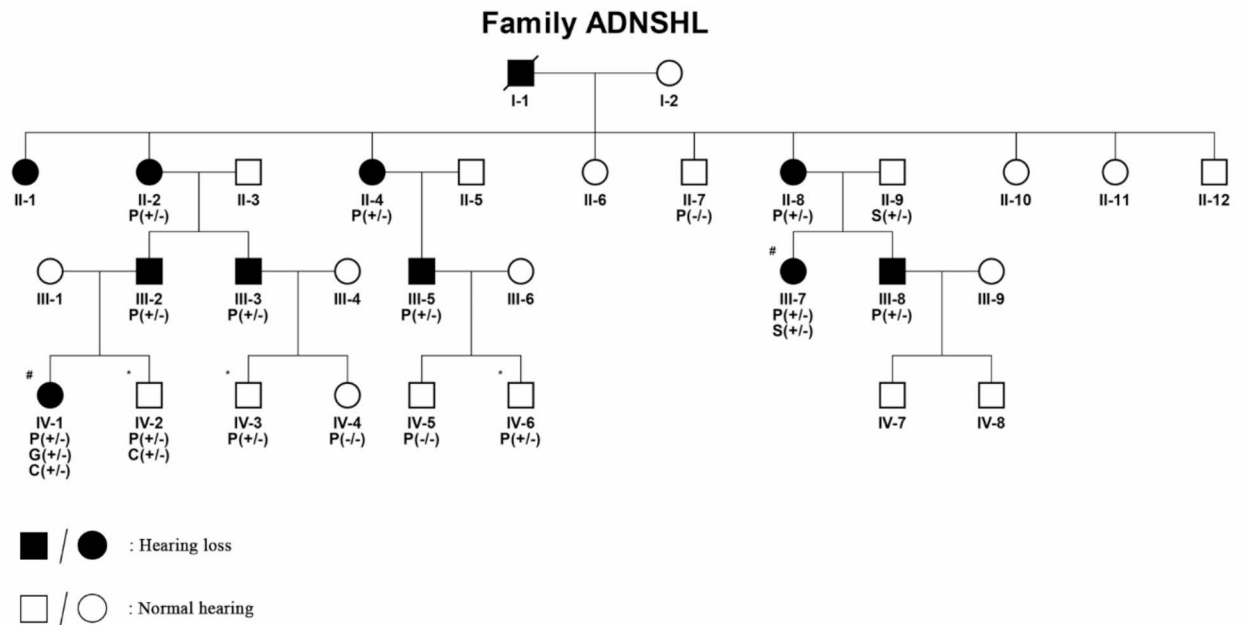 Family ADNSHL
I-1 I-2
II-1 II-2 II-3 II-4 II-5 II-6 II-7 II-8 II-9 II-10 II-11 II-12
P(+/-) P(+/-) P(-/-) P(+/-) S(+/-)
#
III-1 III-2 III-3 III-4 III-5 III-6 III-7 III-8 III-9
P(+/-) P(+/-) P(+/-) P(+/-) P(+/-)
S(+/-)
# * * *
IV-1 IV-2 IV-3 IV-4 IV-5 IV-6 IV-7 IV-8
P(+/-) P(+/-) P(+/-) P(-/-) P(-/-) P(+/-)
G(+/-) C(+/-)
C(+/-)
/ : Hearing loss
/ : Normal hearing